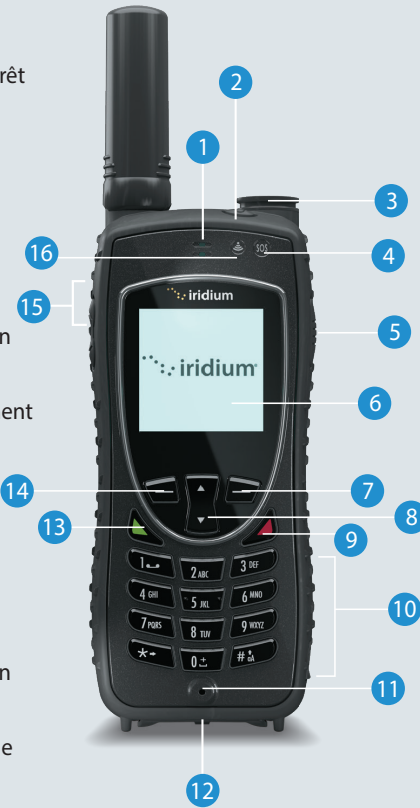 rêt
2
1
3
16
SOS
4
15
iridium
5
n
iridium
6
nent
14
7
8
13
9
1
2 ABC
3 DEF
4 GHI
5 JKL
6 MNO
10
7 PQRS
8 TUV
9 WXYZ
*
0 +
#
n
11
e
12